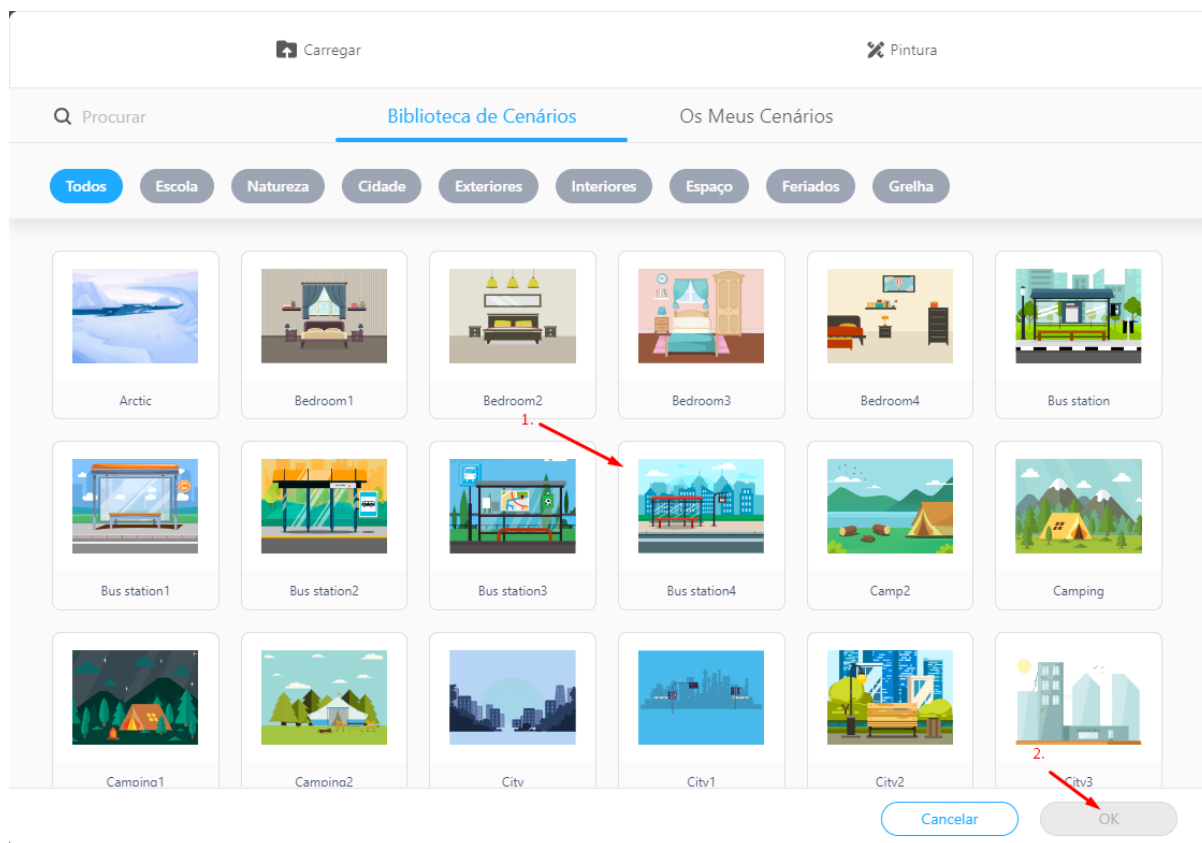 Carregar Pintura
Procurar Biblioteca de Cenários Os Meus Cenários
Todos Escola Natureza Cidade Exteriores Interiores Espaço Feriados Grelha
Arctic Bedroom1 Bedroom2 Bedroom3 Bedroom4 Bus station
1.
Bus station1 Bus station2 Bus station3 Bus station4 Camp2 Camping
2.
Camping1 Camping2 City City1 City2 City3
Cancelar OK